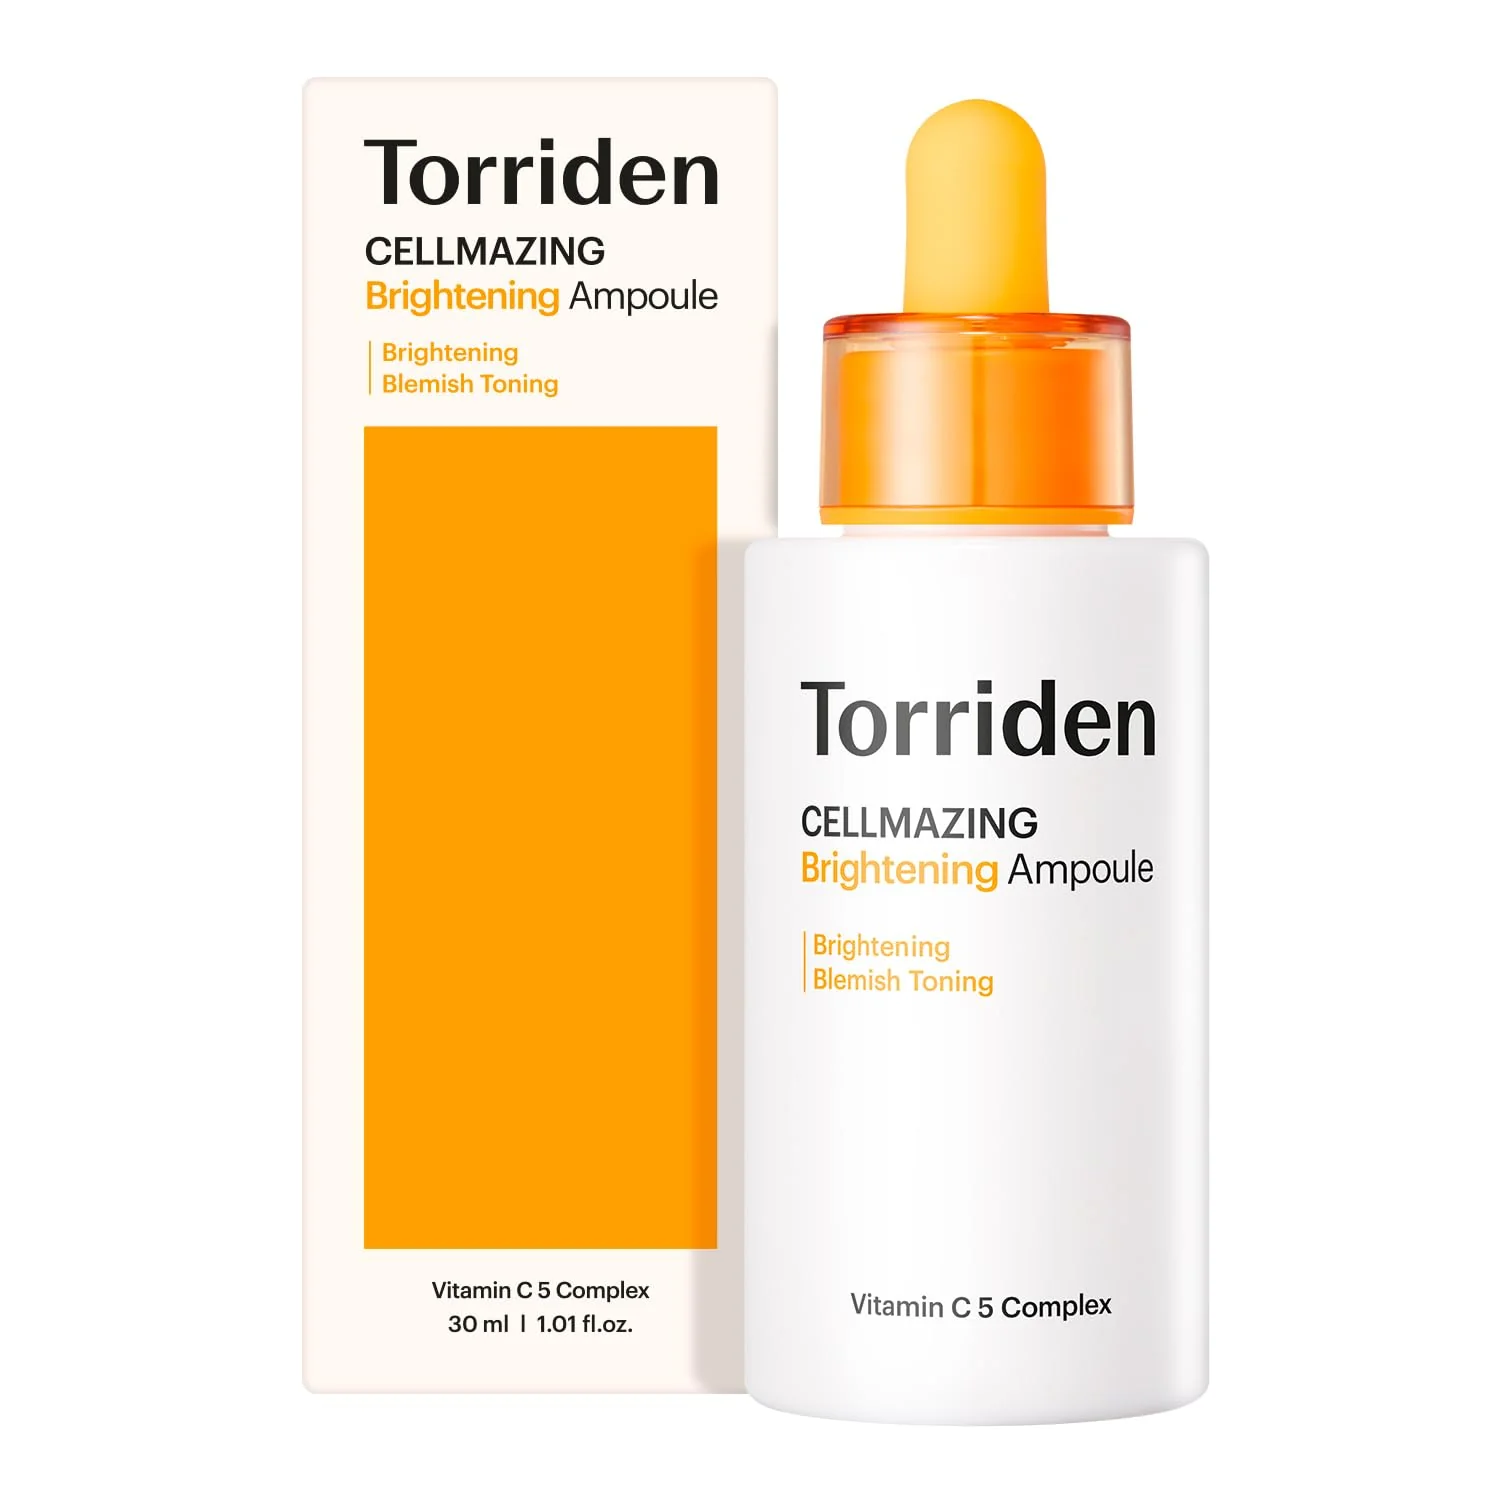 Torriden
CELLMAZING
Brightening Ampoule
Brightening
Blemish Toning
Vitamin C 5 Complex
30 ml | 1.01 fl.oz.
Torriden
CELLMAZING
Brightening Ampoule
Brightening
Blemish Toning
Vitamin C 5 Complex